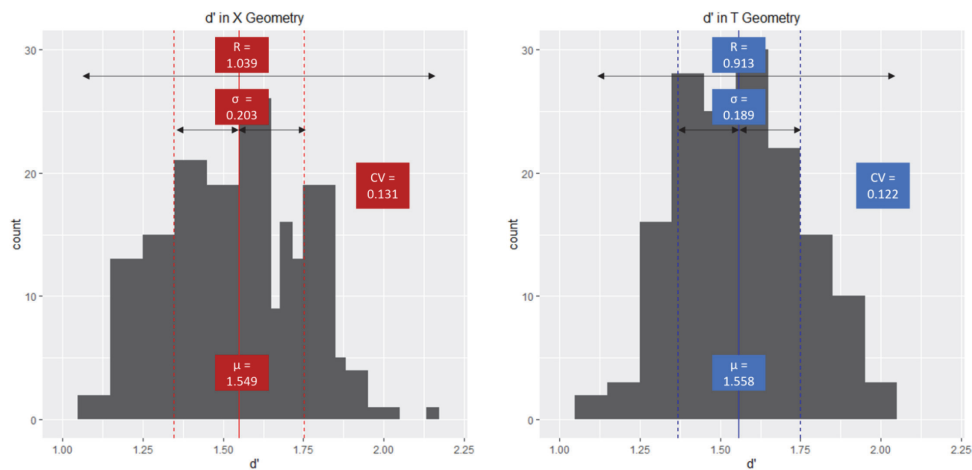 d' in X Geometry
30
20
10
0
count
R =
1.039
σ =
0.203
CV =
0.131
μ =
1.549
1.00
1.25
1.50
1.75
2.00
2.25
d'
d' in T Geometry
30
20
10
0
count
R =
0.913
σ =
0.189
CV =
0.122
μ =
1.558
1.00
1.25
1.50
1.75
2.00
2.25
d'